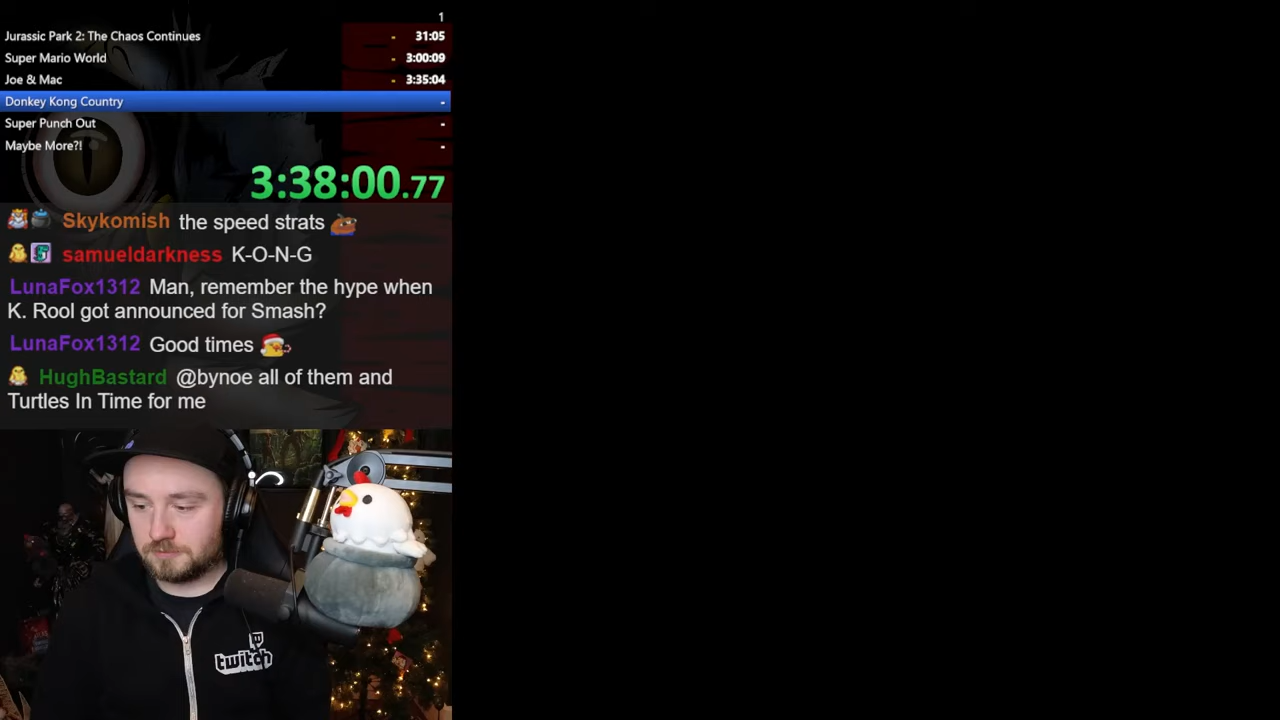 1
Jurassic Park 2: The Chaos Continues - 31:05
Super Mario World - 3:00:09
Joe & Mac - 3:35:04
Donkey Kong Country -
Super Punch Out -
Maybe More?! -
3:38:00.77
Skykomish the speed strats
samueldarkness K-O-N-G
LunaFox1312 Man, remember the hype when
K. Rool got announced for Smash?
LunaFox1312 Good times
HughBastard @bynoe all of them and
Turtles In Time for me
twitch